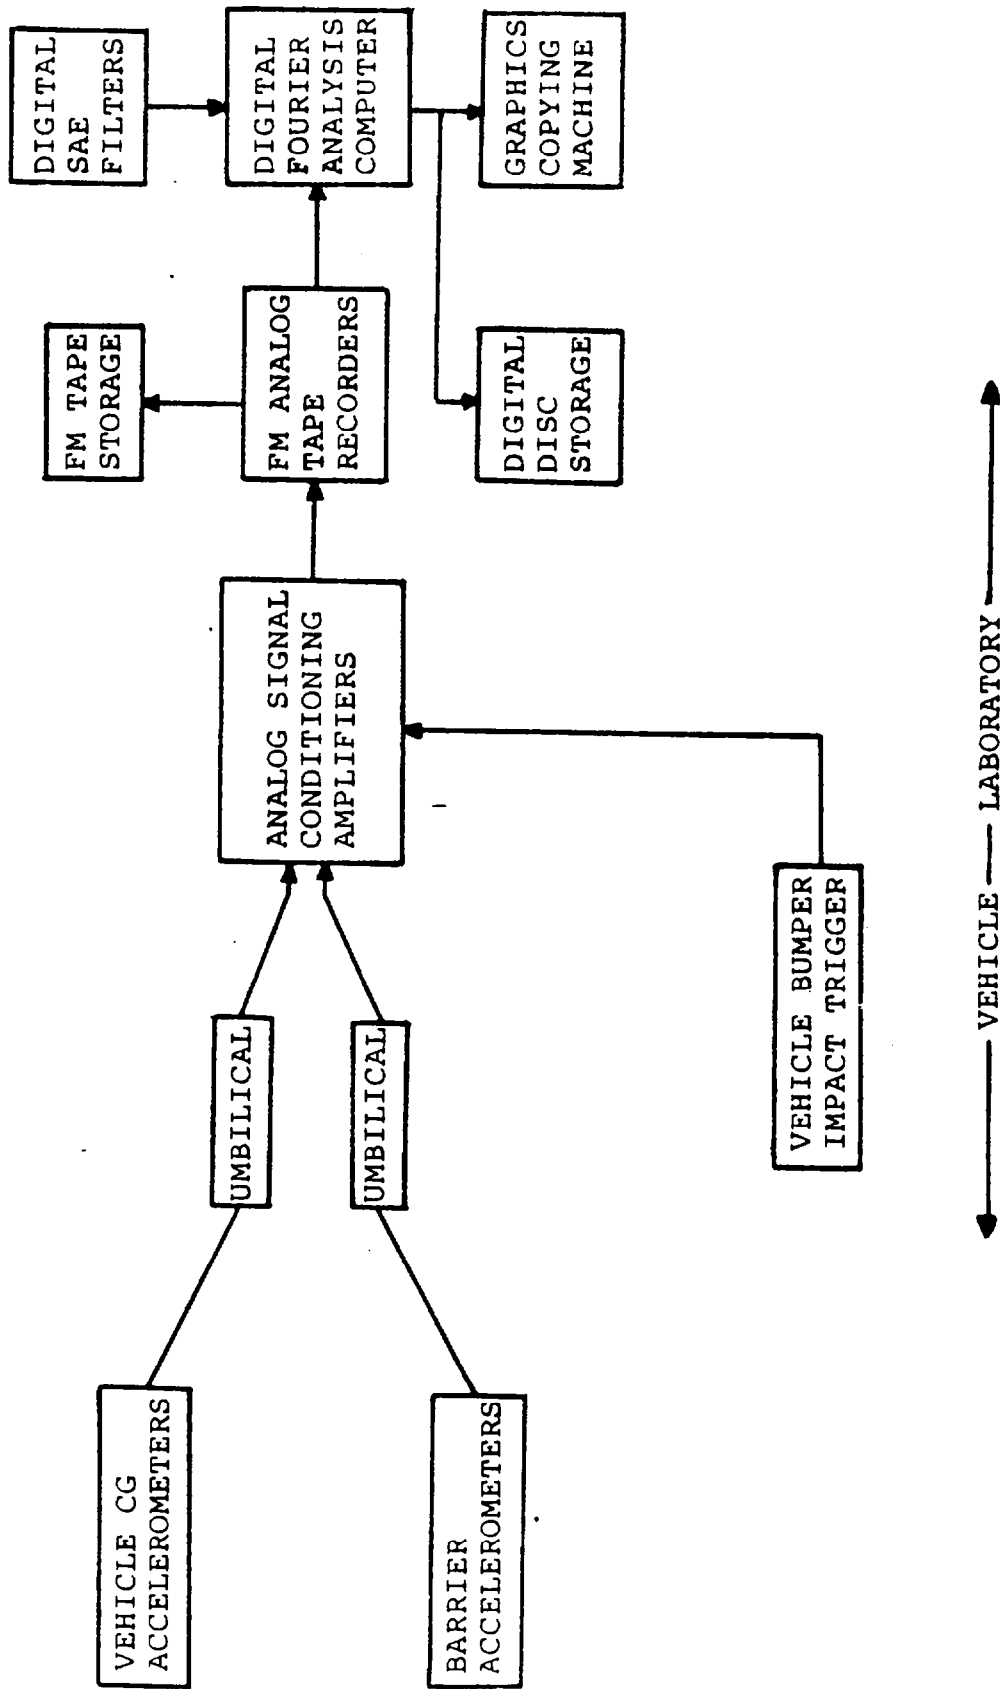 VEHICLE CG
ACCELEROMETERS
BARRIER
ACCELEROMETERS
UMBILICAL
UMBILICAL
VEHICLE BUMPER
IMPACT TRIGGER
ANALOG SIGNAL
CONDITIONING
AMPLIFIERS
FM TAPE
STORAGE
FM ANALOG
TAPE
RECORDERS
DIGITAL
DISC
STORAGE
DIGITAL
SAE
FILTERS
DIGITAL
FOURIER
ANALYSIS
COMPUTER
GRAPHICS
COPYING
MACHINE
VEHICLE — LABORATORY